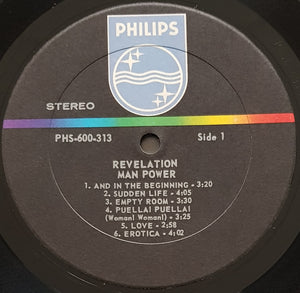 PHILIPS
STEREO
PHS-600-313 Side 1
REVELATION
MAN POWER
1. AND IN THE BEGINNING - 3:20
2. SUDDEN LIFE - 4:05
3. EMPTY ROOM - 3:30
4. PUELLA! PUELLA!
(Woman! Woman!) - 3:25
5. LOVE - 2:58
6. EROTICA - 4:02